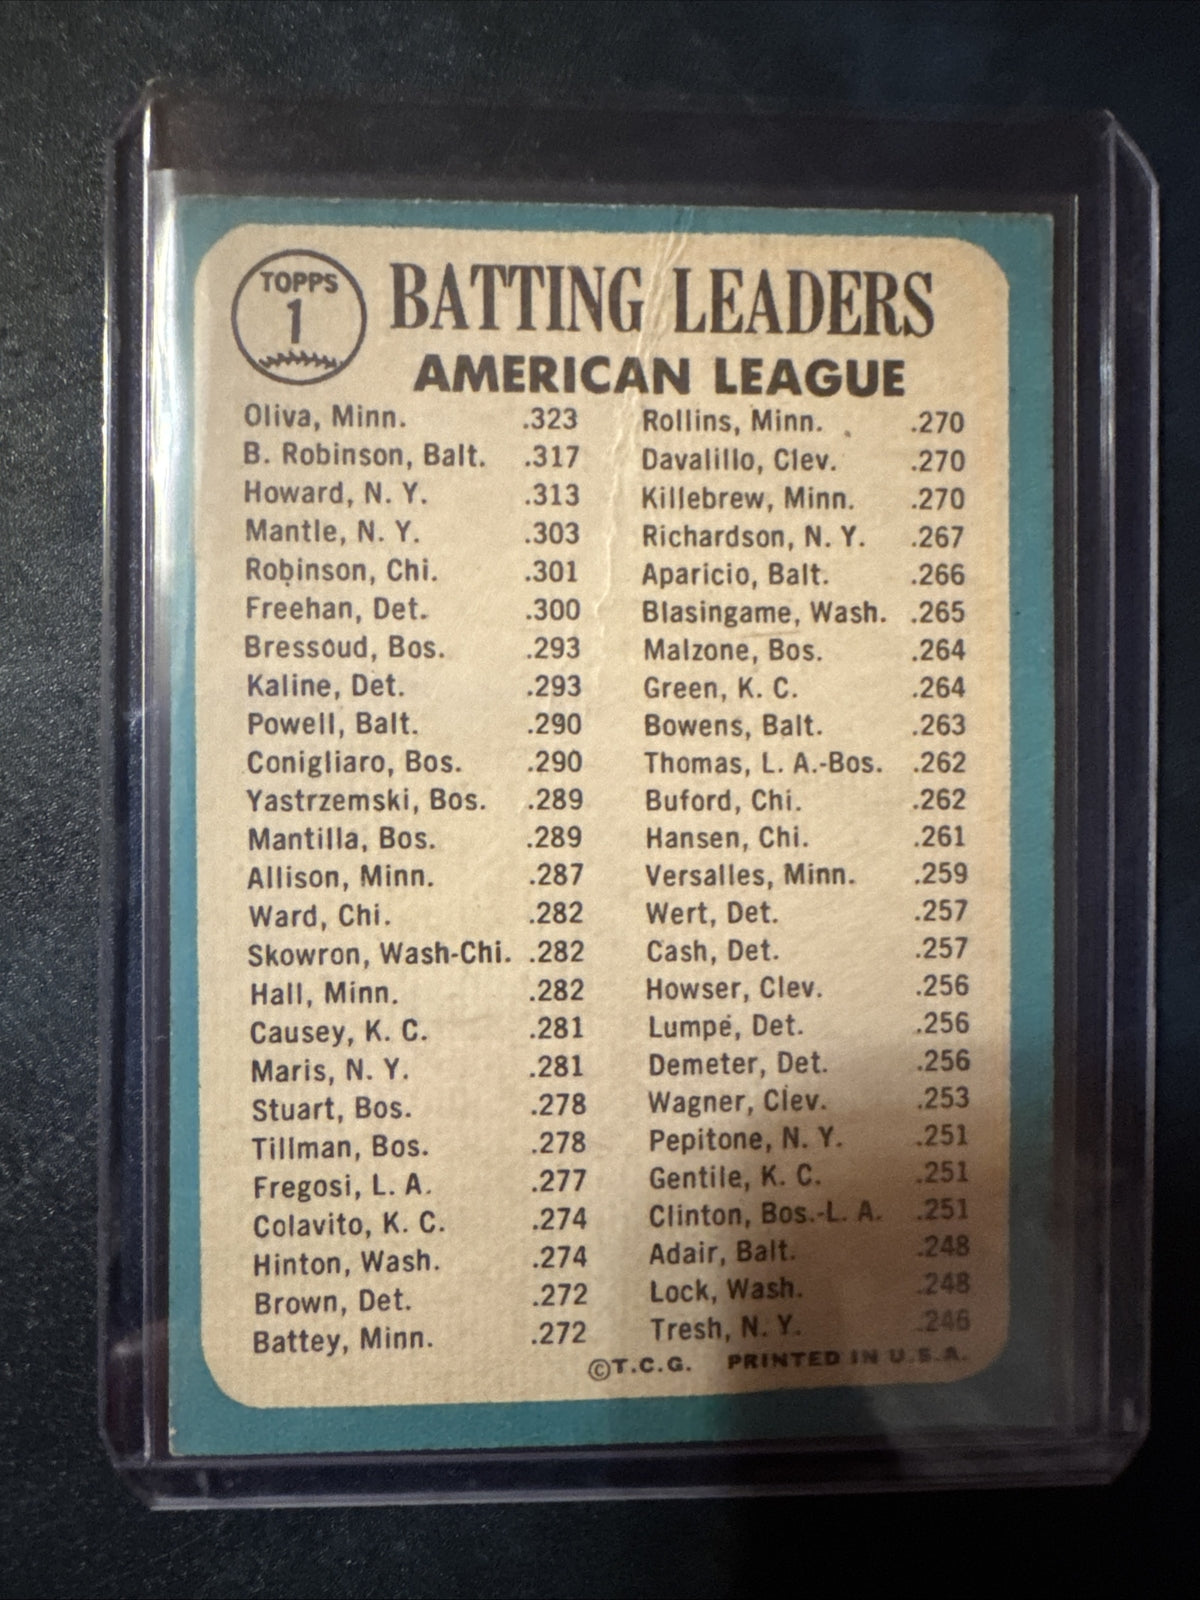 TOPPS
1
BATTING LEADERS
AMERICAN LEAGUE
Oliva, Minn. .323
B. Robinson, Balt. .317
Howard, N. Y. .313
Mantle, N. Y. .303
Robinson, Chi. .301
Freehan, Det. .300
Bressoud, Bos. .293
Kaline, Det. .293
Powell, Balt. .290
Conigliaro, Bos. .290
Yastrzemski, Bos. .289
Mantilla, Bos. .289
Allison, Minn. .287
Ward, Chi. .282
Skowron, Wash-Chi. .282
Hall, Minn. .282
Causey, K. C. .281
Maris, N. Y. .281
Stuart, Bos. .278
Tillman, Bos. .278
Fregosi, L. A. .277
Colavito, K. C. .274
Hinton, Wash. .274
Brown, Det. .272
Battey, Minn. .272
Rollins, Minn. .270
Davalillo, Clev. .270
Killebrew, Minn. .270
Richardson, N. Y. .267
Aparicio, Balt. .266
Blasingame, Wash. .265
Malzone, Bos. .264
Green, K. C. .264
Bowens, Balt. .263
Thomas, L. A.-Bos. .262
Buford, Chi. .262
Hansen, Chi. .261
Versalles, Minn. .259
Wert, Det. .257
Cash, Det. .257
Howser, Clev. .256
Lumpe, Det. .256
Demeter, Det. .256
Wagner, Clev. .253
Pepitone, N. Y. .251
Gentile, K. C. .251
Clinton, Bos.-L. A. .251
Adair, Balt. .248
Lock, Wash. .248
Tresh, N. Y. .246
©T.C.G. PRINTED IN U.S.A.